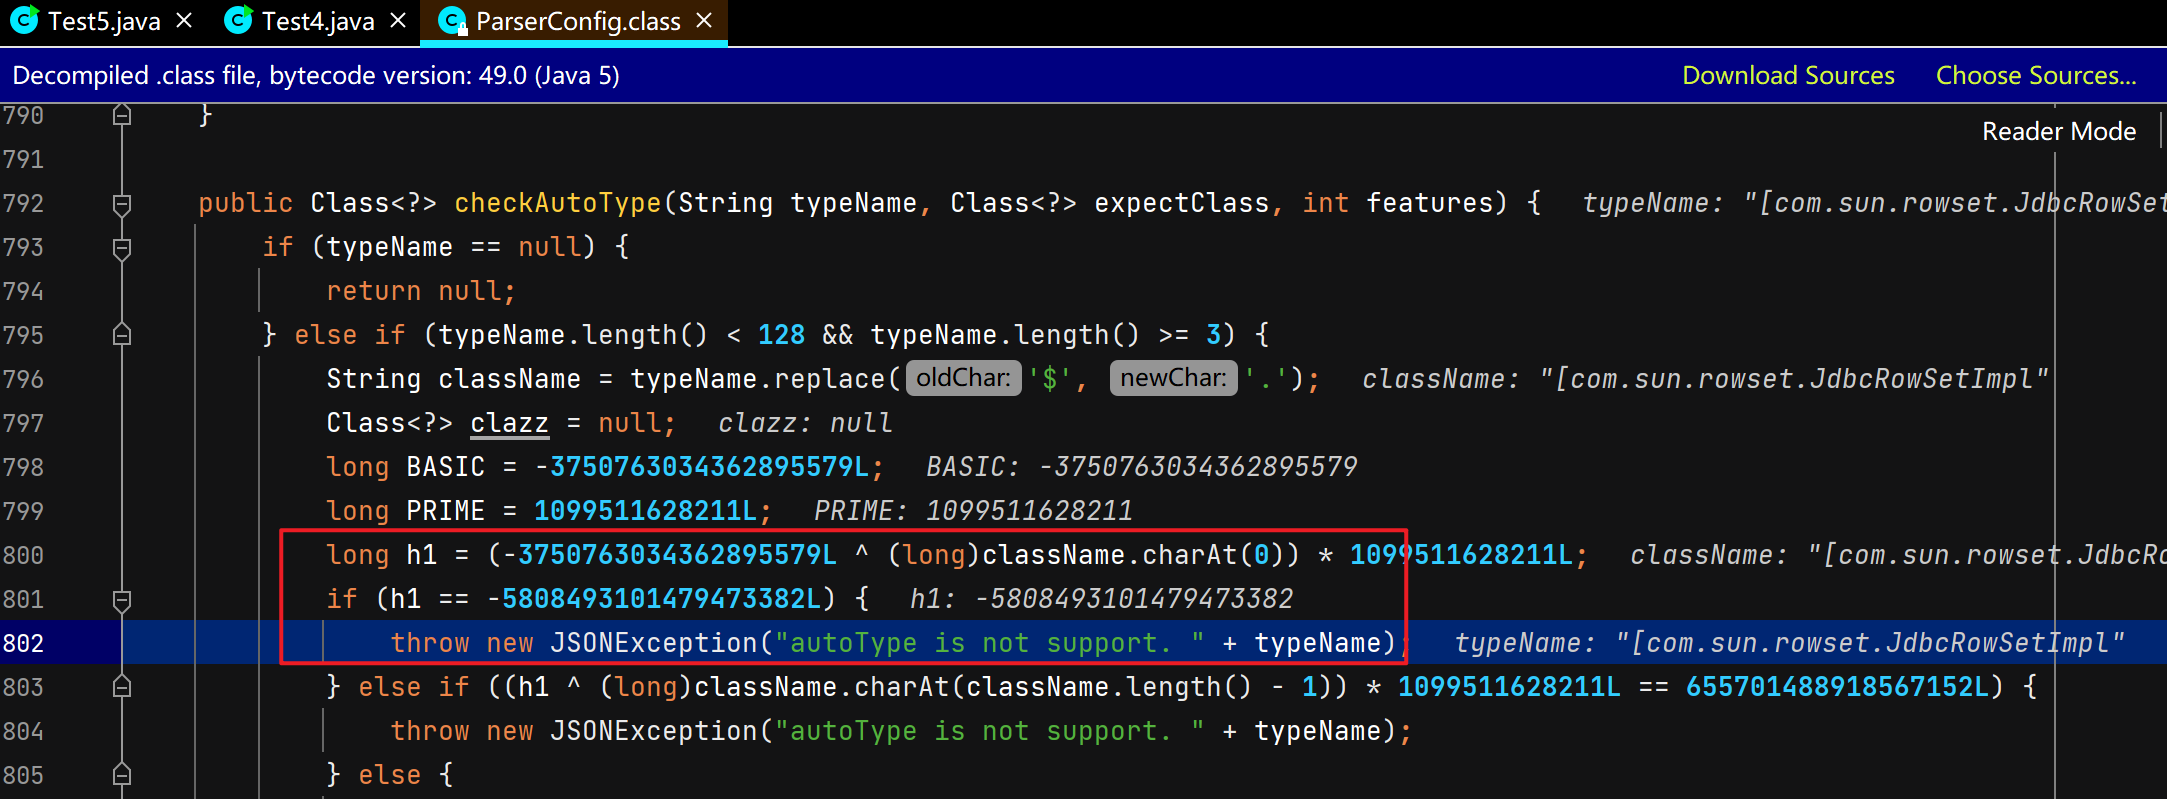 Test5.java × Test4.java × ParserConfig.class ×
Decompiled .class file, bytecode version: 49.0 (Java 5) Download Sources Choose Sources...
790 }
Reader Mode
791
792 public Class<?> checkAutoType(String typeName, Class<?> expectClass, int features) { typeName: "[com.sun.rowset.JdbcRowSet
793 if (typeName == null) {
794 return null;
795 } else if (typeName.length() < 128 && typeName.length() >= 3) {
796 String className = typeName.replace( oldChar: '$', newChar: '.'); className: "[com.sun.rowset.JdbcRowSetImpl"
797 Class<?> clazz = null; clazz: null
798 long BASIC = -3750763034362895579L; BASIC: -3750763034362895579
799 long PRIME = 1099511628211L; PRIME: 1099511628211
800 long h1 = (-3750763034362895579L ^ (long)className.charAt(0)) * 1099511628211L; className: "[com.sun.rowset.JdbcRo
801 if (h1 == -5808493101479473382L) { h1: -5808493101479473382
802 throw new JSONException("autoType is not support. " + typeName); typeName: "[com.sun.rowset.JdbcRowSetImpl"
803 } else if ((h1 ^ (long)className.charAt(className.length() - 1)) * 1099511628211L == 655701488918567152L) {
804 throw new JSONException("autoType is not support. " + typeName);
805 } else {